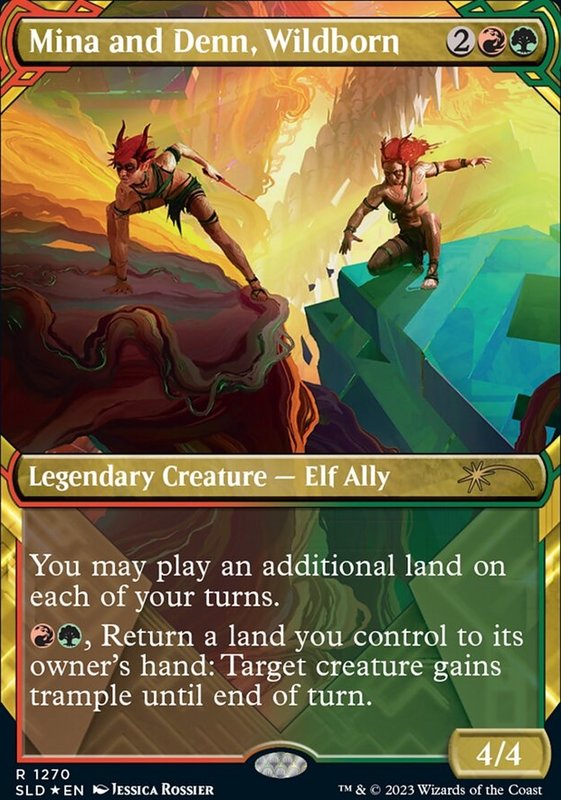 Mina and Denn, Wildborn 2
Legendary Creature — Elf Ally
You may play an additional land on
each of your turns.
, Return a land you control to its
owner's hand: Target creature gains
trample until end of turn.
4/4
R 1270
SLD ★ EN Jessica Rossier
™ & © 2023 Wizards of the Coast